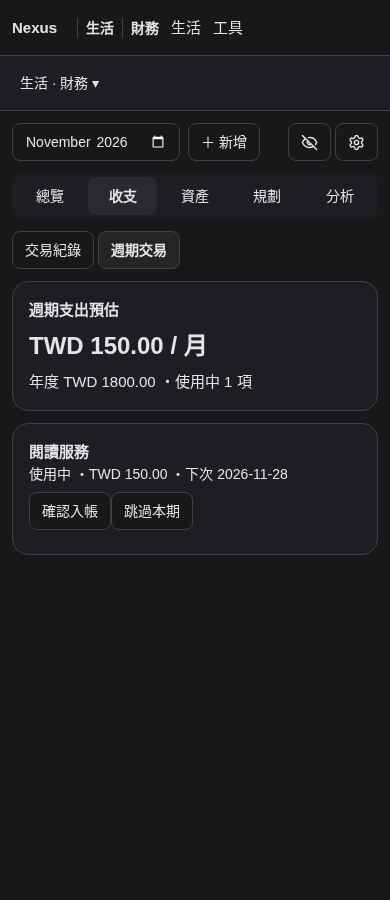 Nexus 生活 財務 生活 工具
生活 · 財務 ▾
November 2026 ＋ 新增
總覽 收支 資產 規劃 分析
交易紀錄 週期交易
週期支出預估
TWD 150.00 / 月
年度 TWD 1800.00 ・使用中 1 項
閱讀服務
使用中 ・TWD 150.00 ・下次 2026-11-28
確認入帳 跳過本期